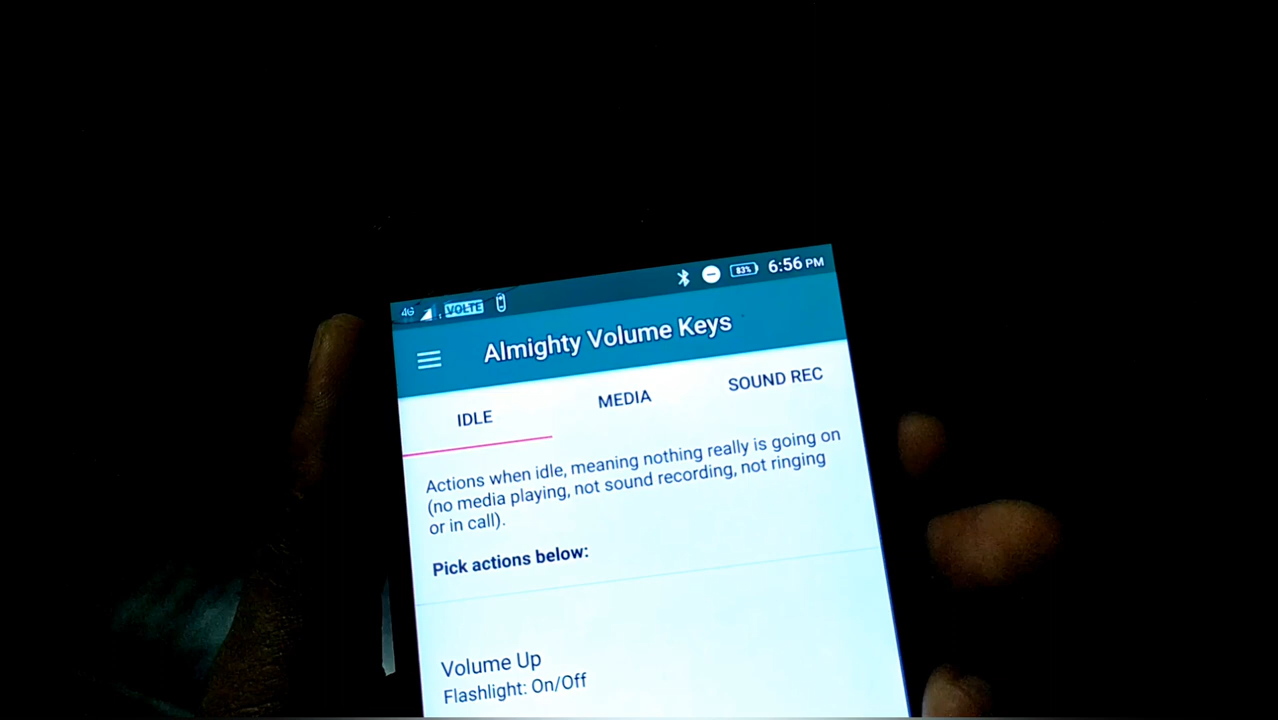 4G VOLTE 83% 6:56 PM
Almighty Volume Keys
IDLE MEDIA SOUND REC
Actions when idle, meaning nothing really is going on
(no media playing, not sound recording, not ringing
or in call).
Pick actions below:
Volume Up
Flashlight: On/Off